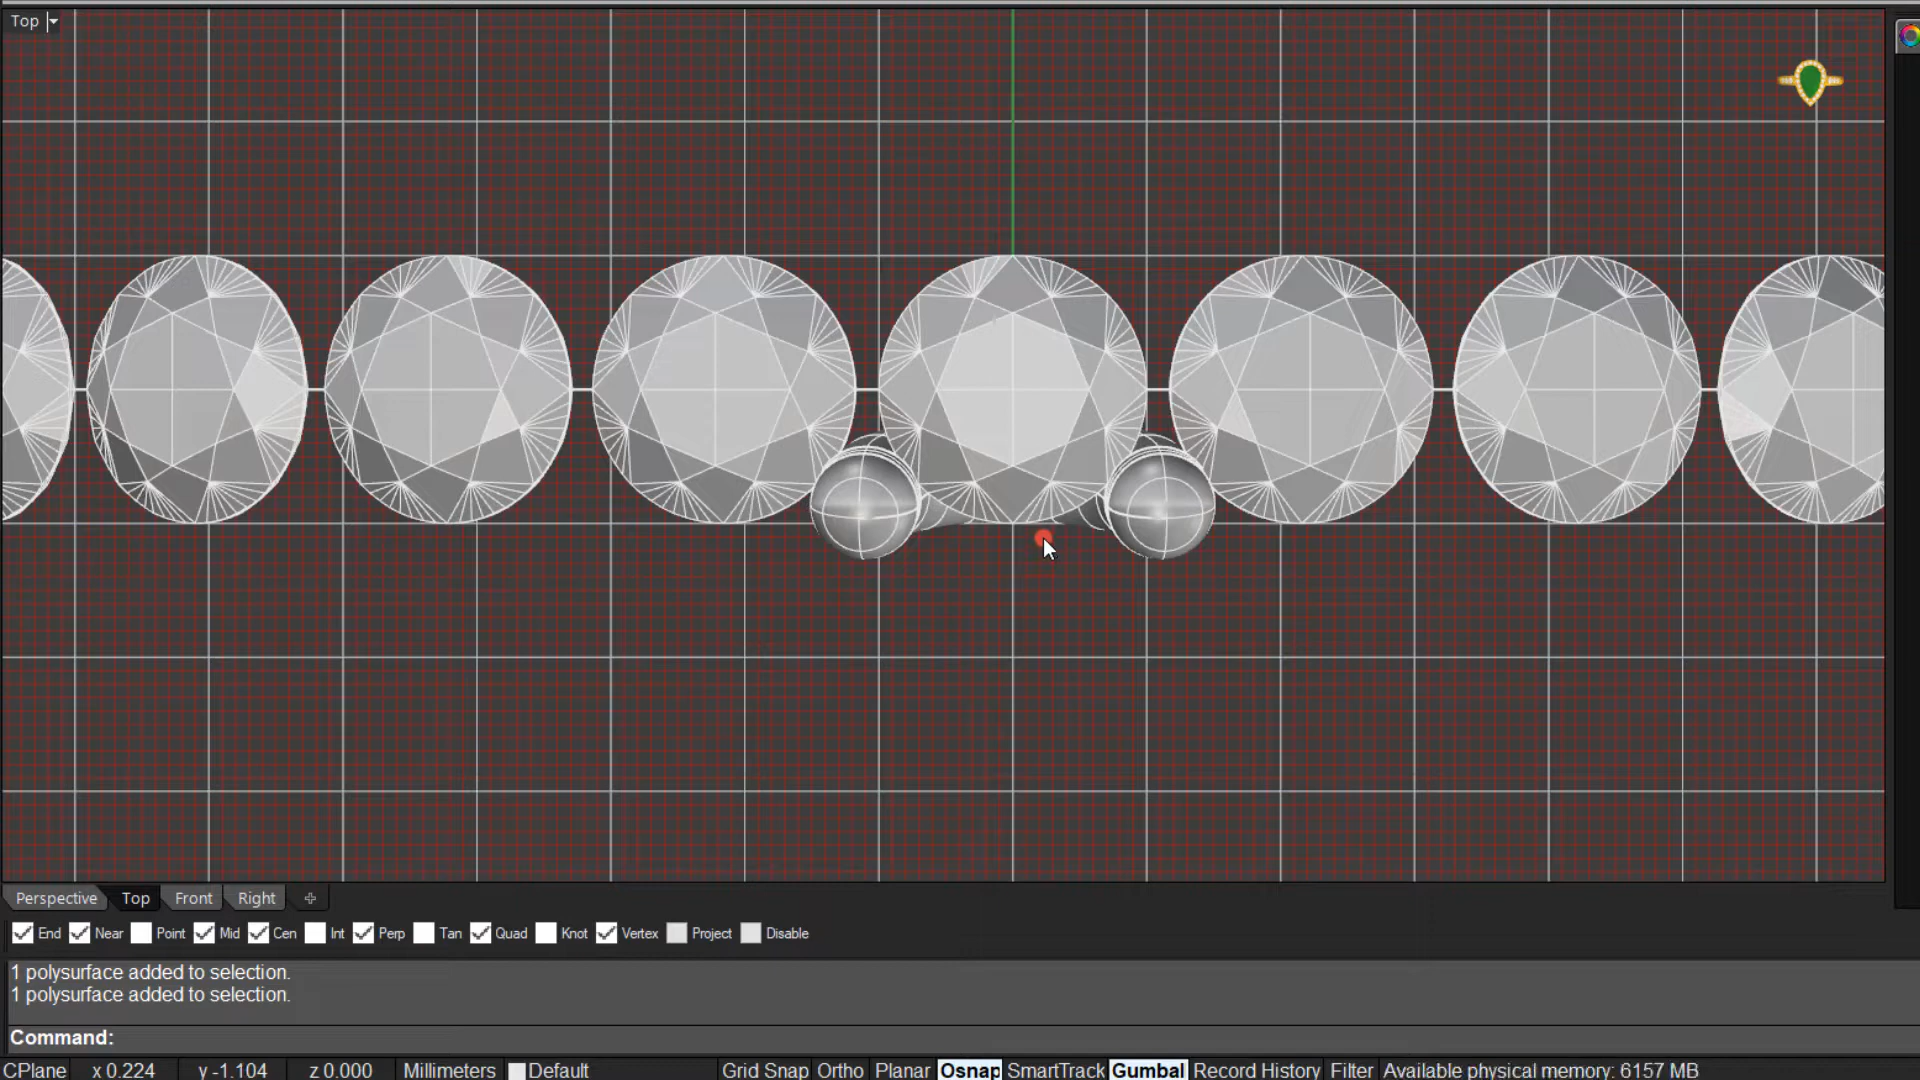 Top
Perspective Top Front Right
End Near Point Mid Cen Int Perp Tan Quad Knot Vertex Project Disable
1 polysurface added to selection.
1 polysurface added to selection.
Command:
CPlane x 0.224 y -1.104 z 0.000 Millimeters Default Grid Snap Ortho Planar Osnap SmartTrack Gumbal Record History Filter Available physical memory: 6157 MB